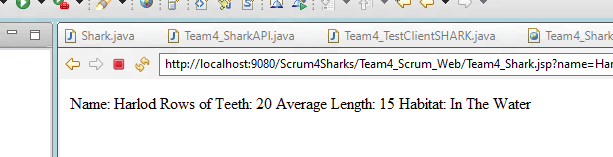 Shark.java Team4_SharkAPI.java Team4_TestClientSHARK.java Team4_Shark
http://localhost:9080/Scrum4Sharks/Team4_Scrum_Web/Team4_Shark.jsp?name=Har
Name: Harlod Rows of Teeth: 20 Average Length: 15 Habitat: In The Water